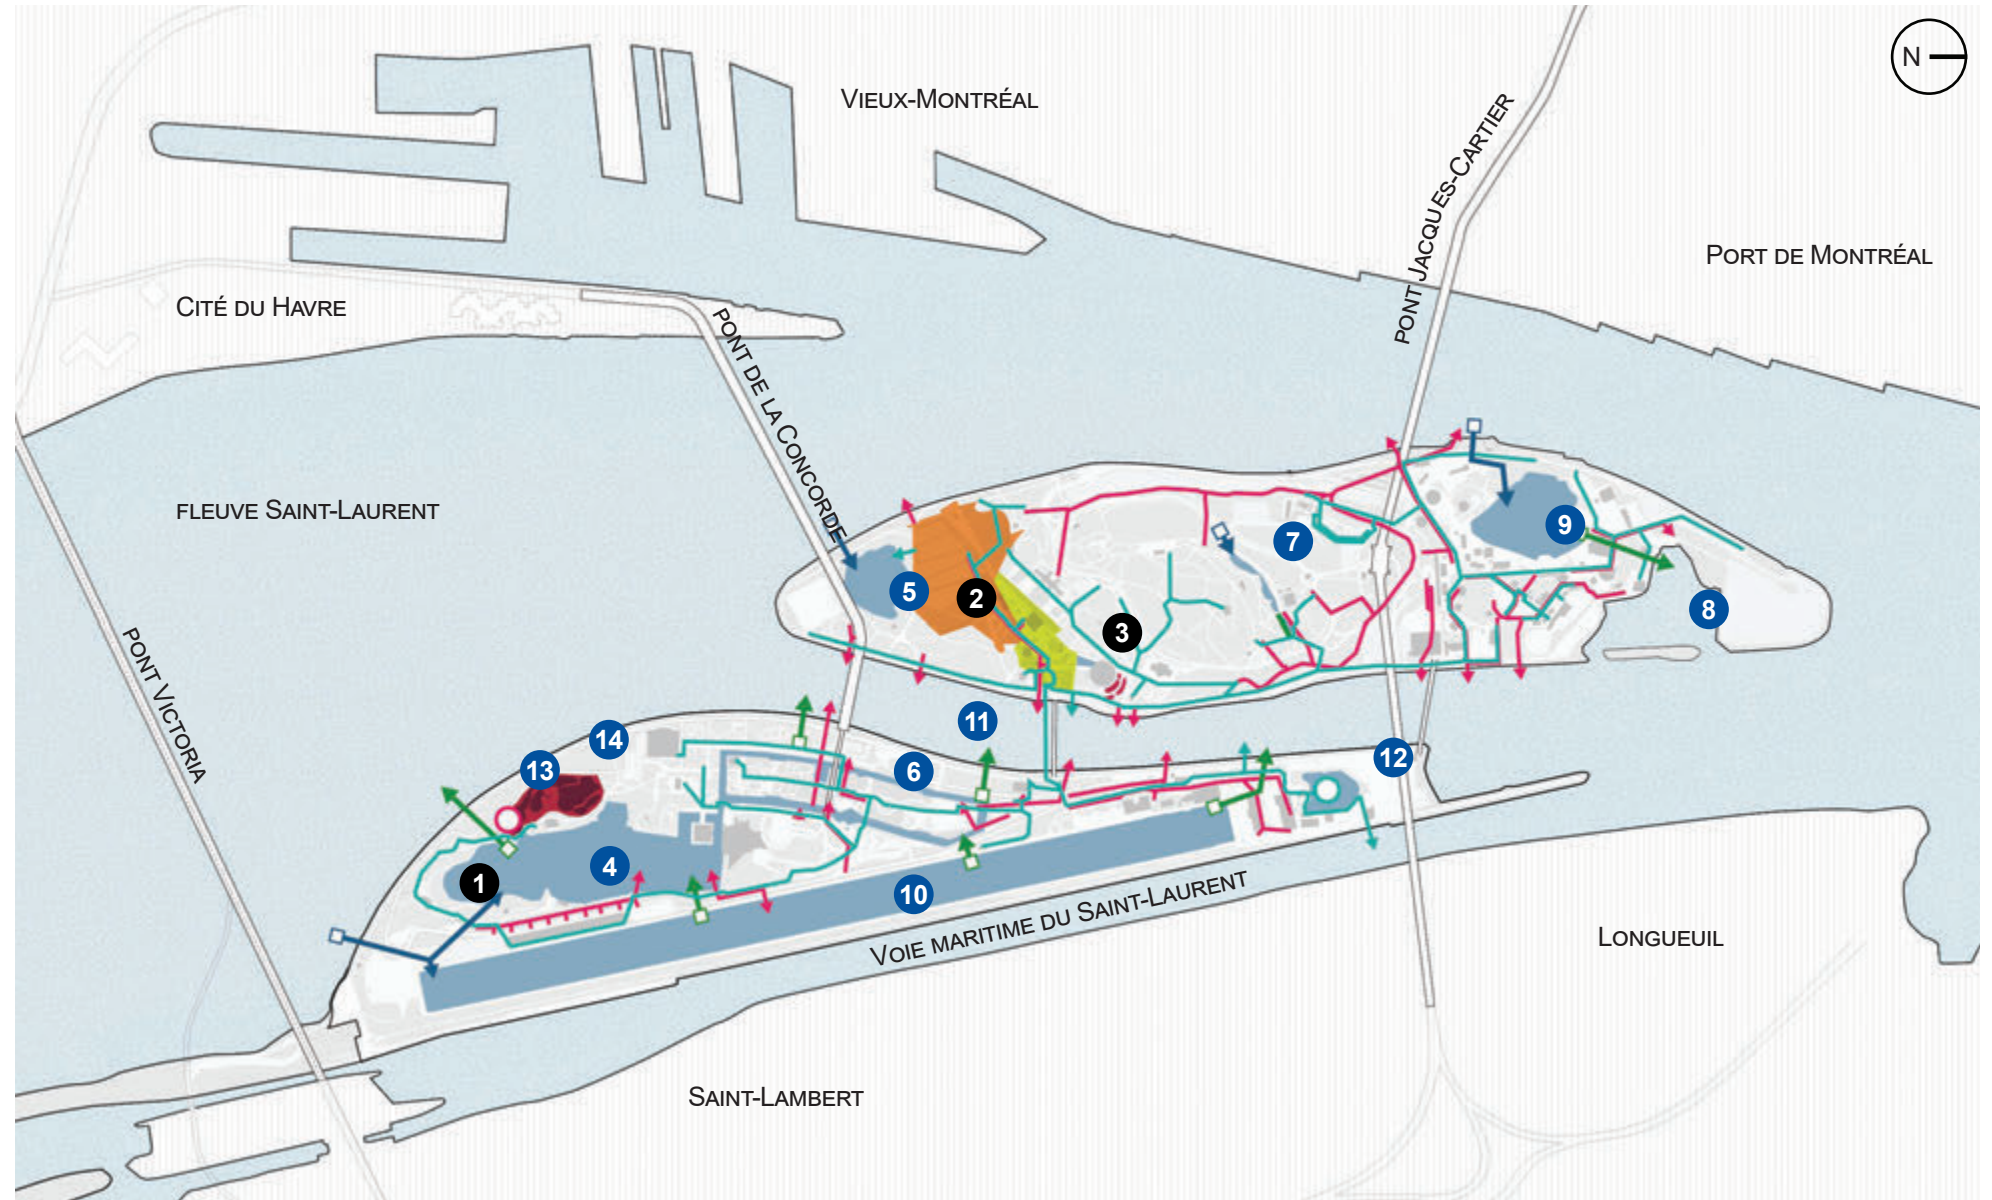 N
VIEUX-MONTRÉAL
PONT JACQUES-CARTIER
PORT DE MONTRÉAL
CITÉ DU HAVRE
PONT DE LA CONCORDE
FLEUVE SAINT-LAURENT
9
7
5
2
8
3
PONT VICTORIA
11
14
12
13
6
4
1
10
VOIE MARITIME DU SAINT-LAURENT
LONGUEUIL
SAINT-LAMBERT